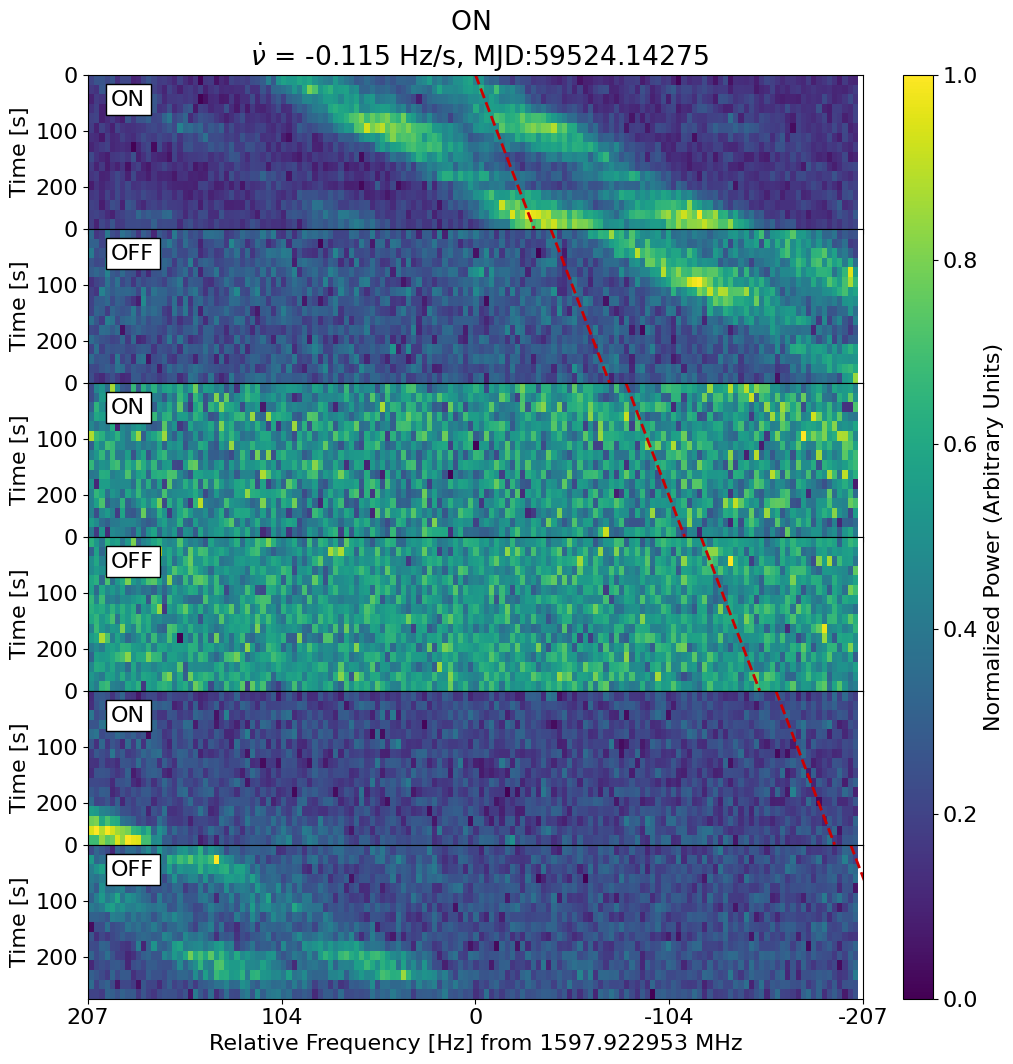 ON
ν̇ = -0.115 Hz/s, MJD:59524.14275
0
ON
100
200
Time [s]
0
OFF
100
200
Time [s]
0
ON
100
200
Time [s]
0
OFF
100
200
Time [s]
0
ON
100
200
Time [s]
0
OFF
100
200
Time [s]
207 104 0 -104 -207
Relative Frequency [Hz] from 1597.922953 MHz
1.0
0.8
0.6
0.4
0.2
0.0
Normalized Power (Arbitrary Units)